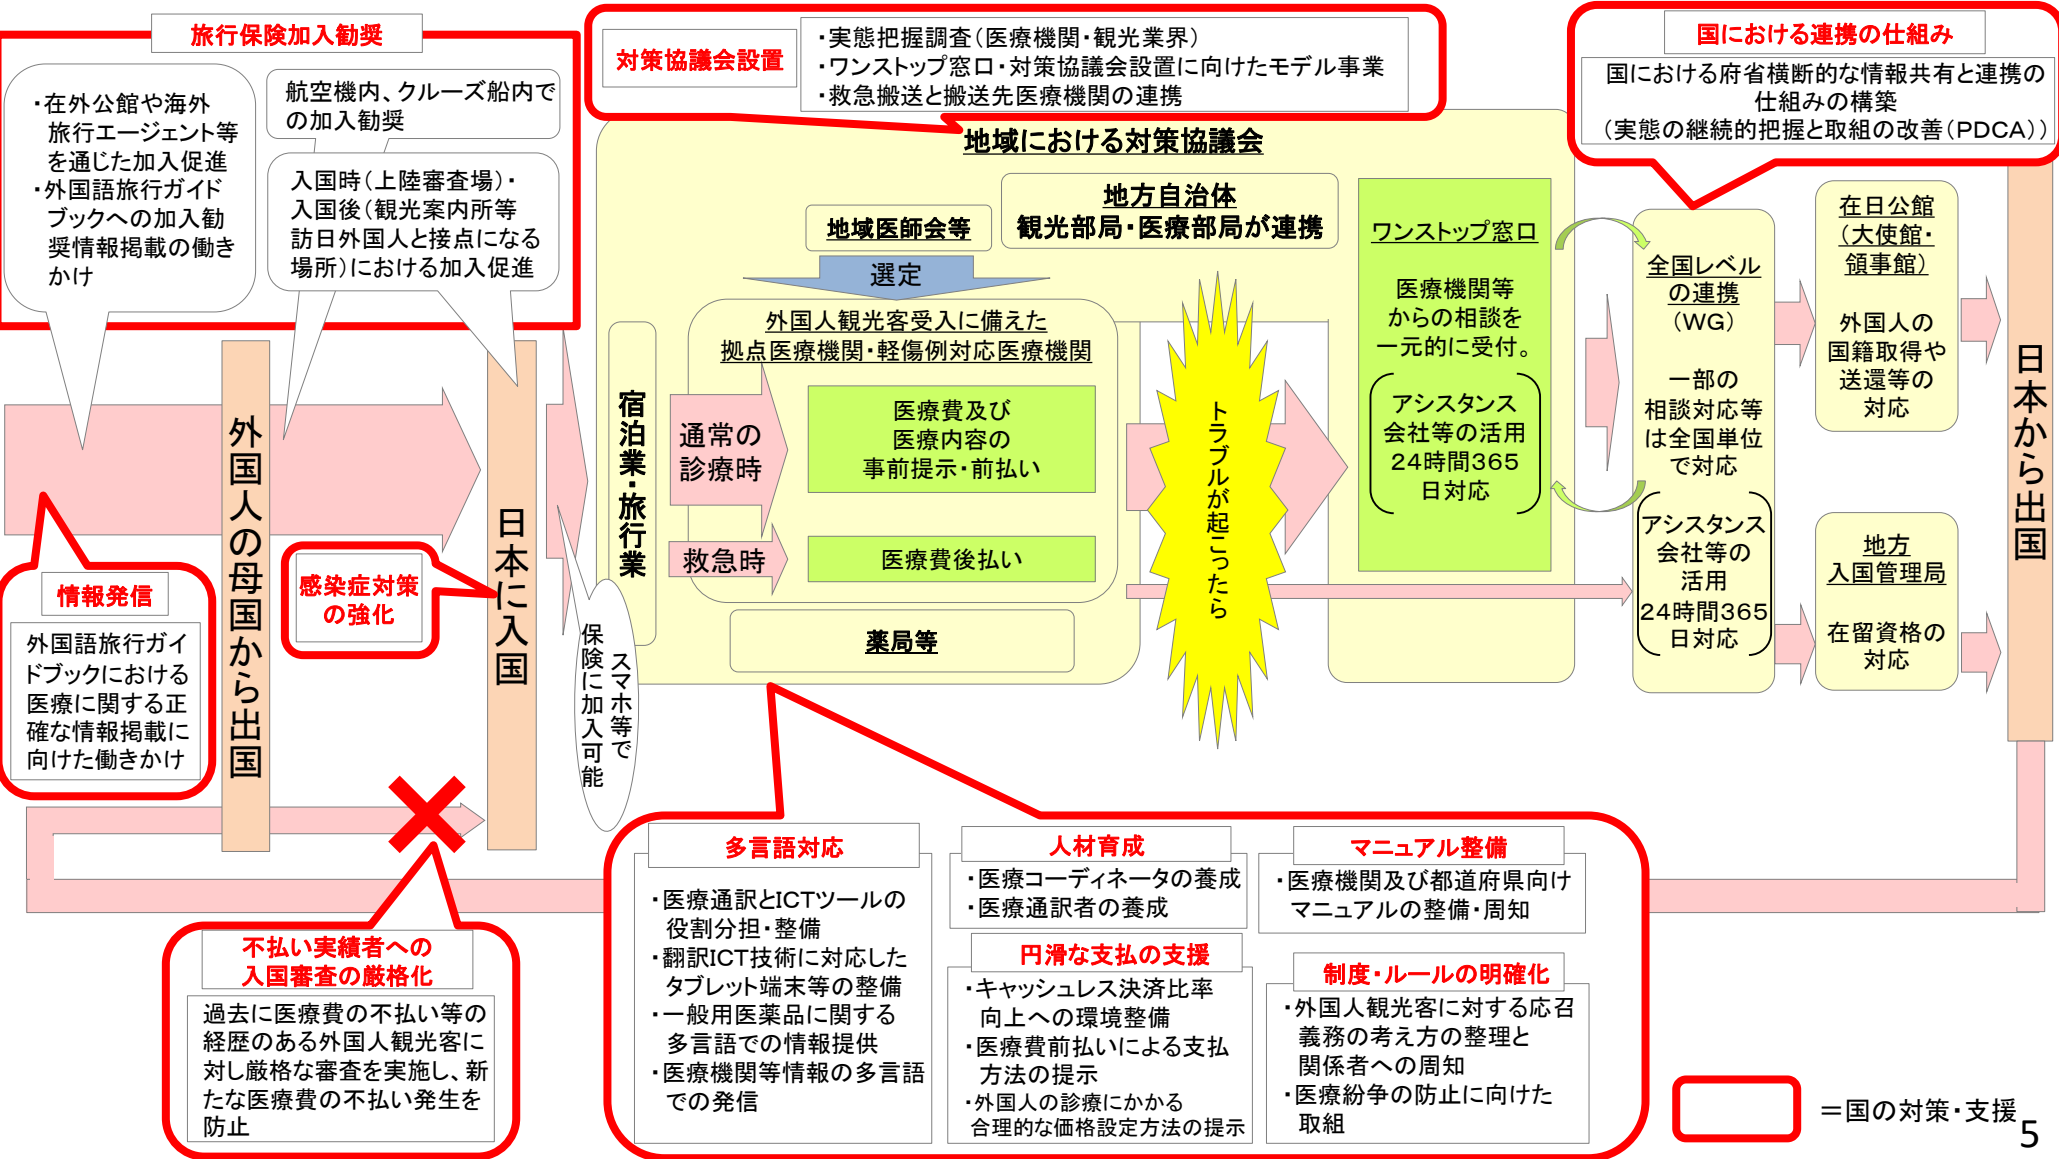 旅行保険加入勧奨
・在外公館や海外
旅行エージェント等
を通じた加入促進
・外国語旅行ガイド
ブックへの加入勧
奨情報掲載の働き
かけ
航空機内、クルーズ船内で
の加入勧奨
入国時(上陸審査場)・
入国後(観光案内所等
訪日外国人と接点になる
場所)における加入促進
対策協議会設置
・実態把握調査(医療機関・観光業界)
・ワンストップ窓口・対策協議会設置に向けたモデル事業
・救急搬送と搬送先医療機関の連携
国における連携の仕組み
国における府省横断的な情報共有と連携の
仕組みの構築
(実態の継続的把握と取組の改善(PDCA))
地域における対策協議会
地域医師会等
地方自治体
観光部局・医療部局が連携
選定
外国人観光客受入に備えた
拠点医療機関・軽傷例対応医療機関
宿泊業・旅行業
通常の
診療時
医療費及び
医療内容の
事前提示・前払い
救急時
医療費後払い
薬局等
トラブルが起こったら
ワンストップ窓口
医療機関等
からの相談を
一元的に受付。
アシスタンス
会社等の活用
24時間365
日対応
全国レベル
の連携
(WG)
一部の
相談対応等
は全国単位
で対応
アシスタンス
会社等の
活用
24時間365
日対応
在日公館
(大使館・
領事館)
外国人の
国籍取得や
送還等の
対応
地方
入国管理局
在留資格の
対応
日本から出国
外国人の母国から出国
日本に入国
感染症対策
の強化
スマホ等で
保険に加入可能
情報発信
外国語旅行ガイ
ドブックにおける
医療に関する正
確な情報掲載に
向けた働きかけ
不払い実績者への
入国審査の厳格化
過去に医療費の不払い等の
経歴のある外国人観光客に
対し厳格な審査を実施し、新
たな医療費の不払い発生を
防止
多言語対応
・医療通訳とICTツールの
役割分担・整備
・翻訳ICT技術に対応した
タブレット端末等の整備
・一般用医薬品に関する
多言語での情報提供
・医療機関等情報の多言語
での発信
人材育成
・医療コーディネータの養成
・医療通訳者の養成
円滑な支払の支援
・キャッシュレス決済比率
向上への環境整備
・医療費前払いによる支払
方法の提示
・外国人の診療にかかる
合理的な価格設定方法の提示
マニュアル整備
・医療機関及び都道府県向け
マニュアルの整備・周知
制度・ルールの明確化
・外国人観光客に対する応召
義務の考え方の整理と
関係者への周知
・医療紛争の防止に向けた
取組
=国の対策・支援
5